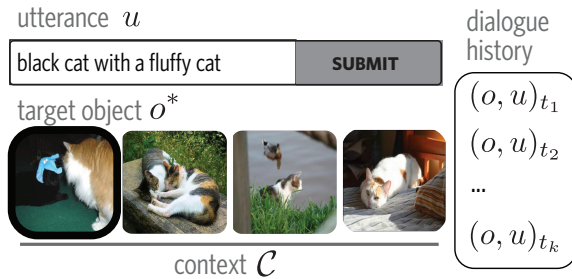 utterance u
black cat with a fluffy cat SUBMIT
target object o*
context C
dialogue
history
(o, u)t1
(o, u)t2
...
(o, u)tk